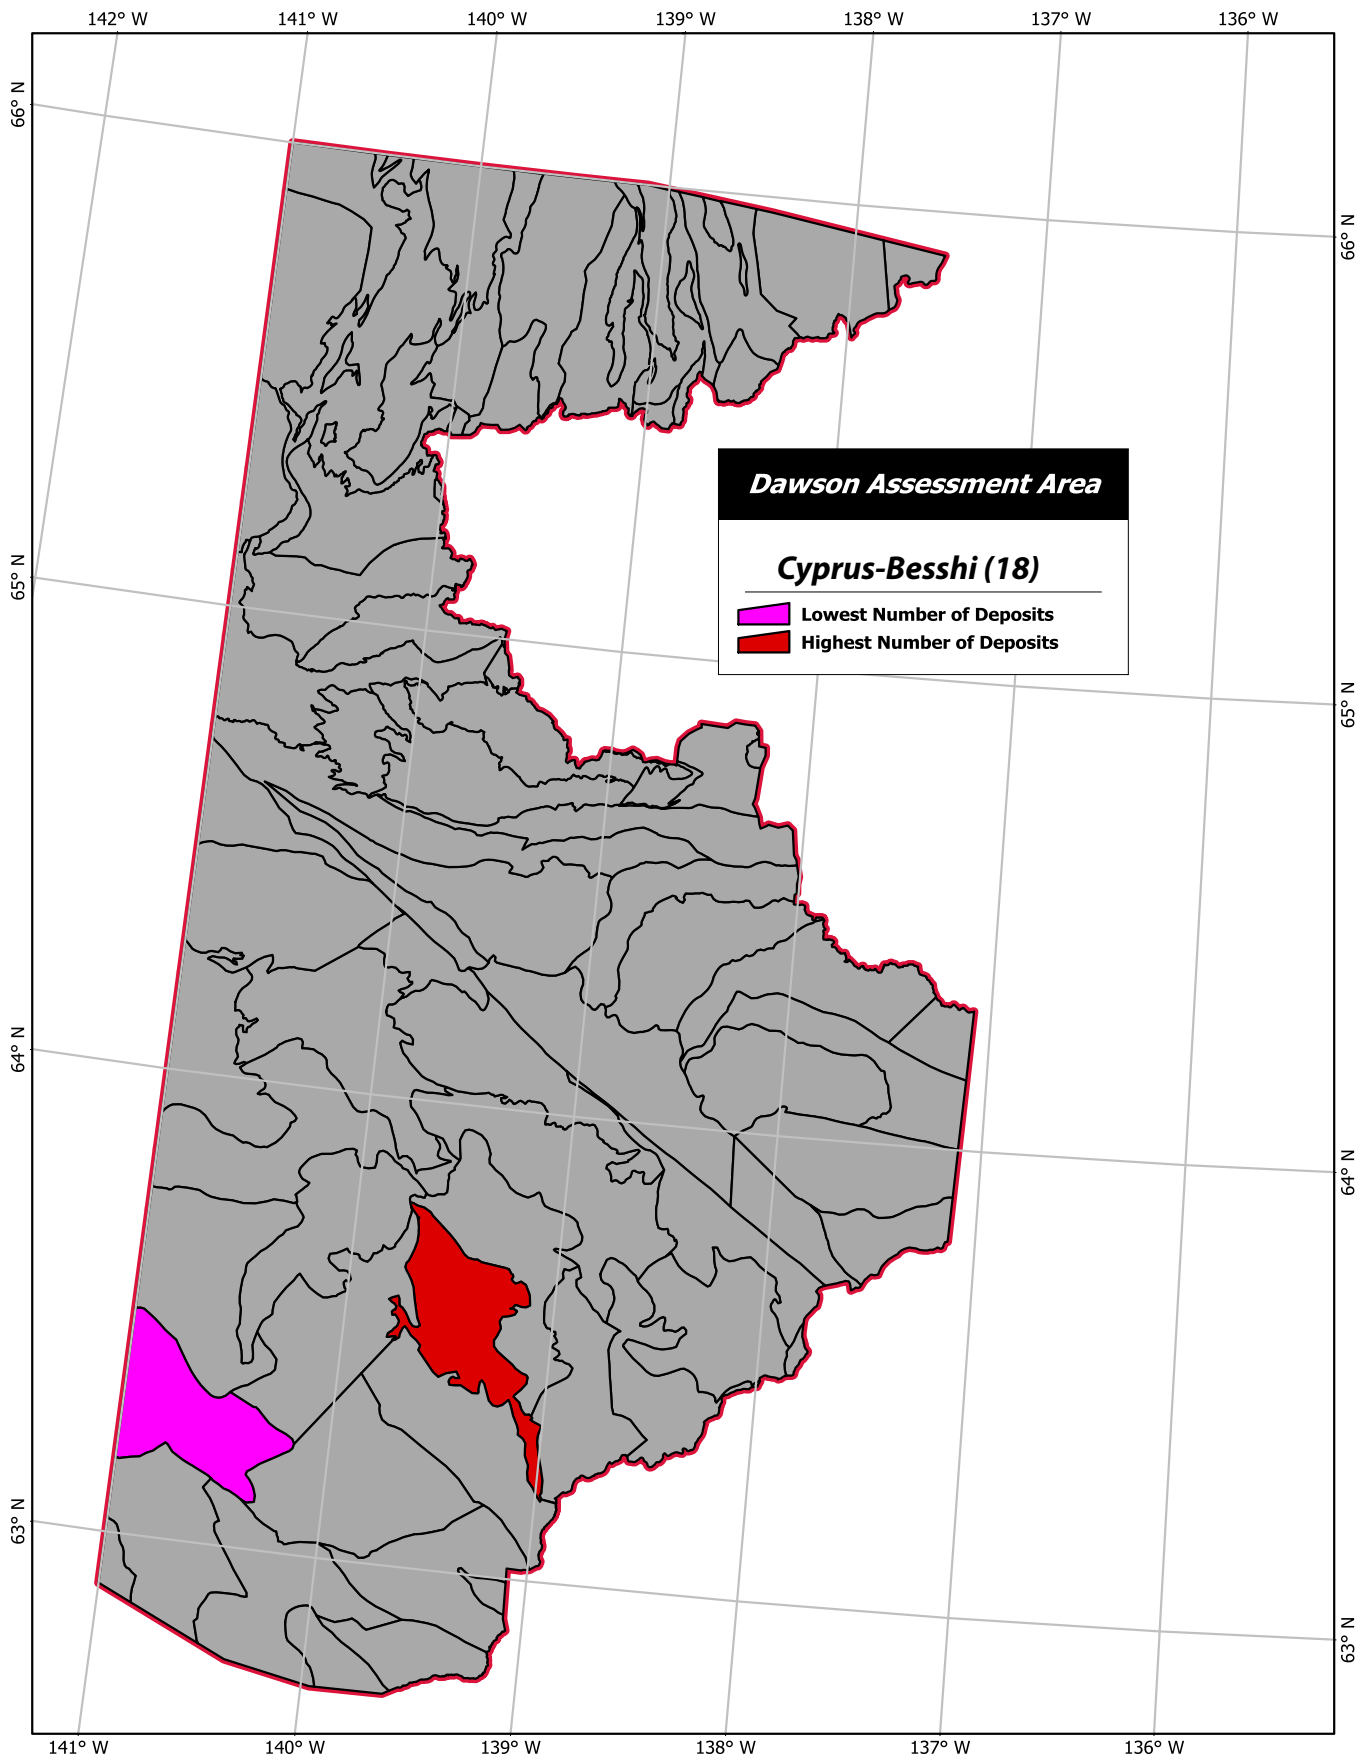 142° W 141° W 140° W 139° W 138° W 137° W 136° W
66° N
66° N
Dawson Assessment Area
Cyprus-Besshi (18)
Lowest Number of Deposits
Highest Number of Deposits
65° N
65° N
64° N
64° N
63° N
63° N
141° W 140° W 139° W 138° W 137° W 136° W